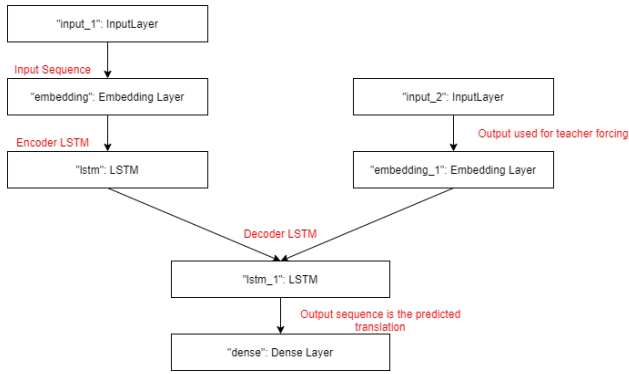 "input_1": InputLayer
Input Sequence
"embedding": Embedding Layer
"input_2": InputLayer
Encoder LSTM
Output used for teacher forcing
"lstm": LSTM
"embedding_1": Embedding Layer
Decoder LSTM
"lstm_1": LSTM
Output sequence is the predicted
translation
"dense": Dense Layer